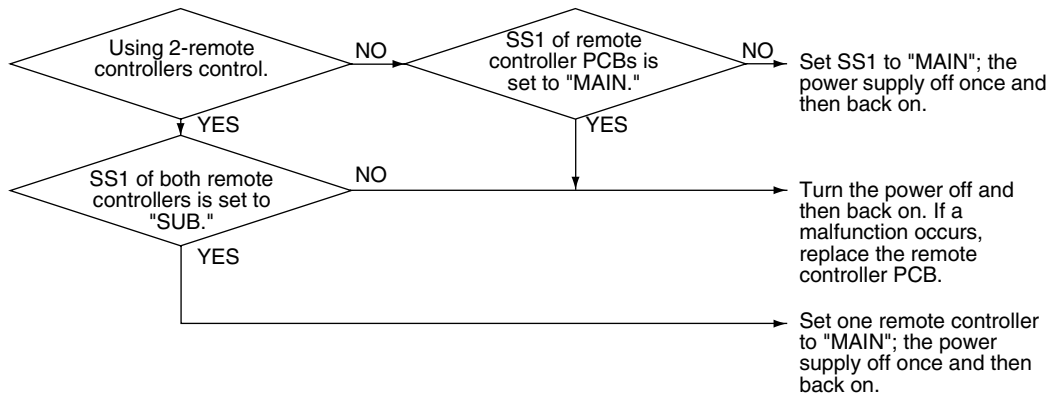 Using 2-remote
controllers control.
NO
YES
SS1 of remote
controller PCBs is
set to "MAIN."
NO
YES
Set SS1 to "MAIN"; the
power supply off once and
then back on.
SS1 of both remote
controllers is set to
"SUB."
NO
YES
Turn the power off and
then back on. If a
malfunction occurs,
replace the remote
controller PCB.
Set one remote controller
to "MAIN"; the power
supply off once and then
back on.